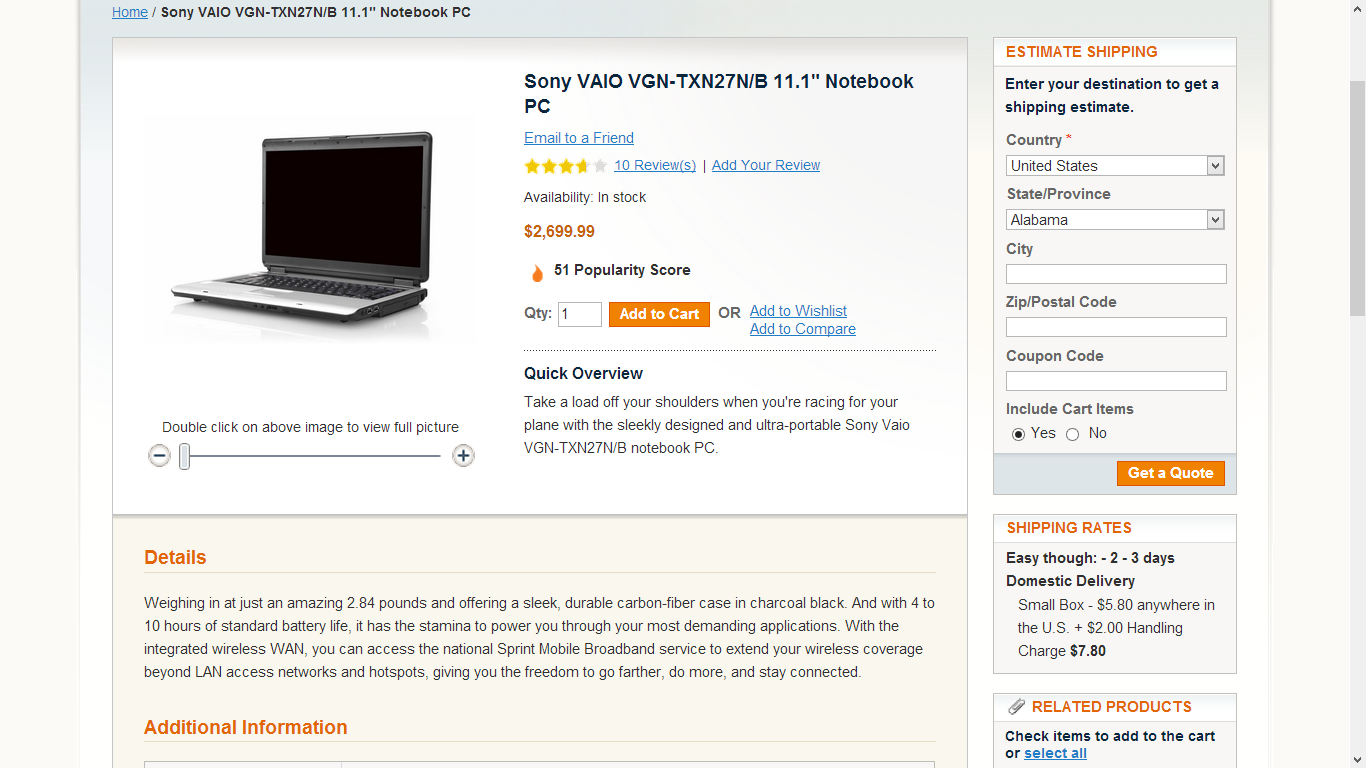 Home / Sony VAIO VGN-TXN27N/B 11.1" Notebook PC
Sony VAIO VGN-TXN27N/B 11.1" Notebook
PC
Email to a Friend
10 Review(s) | Add Your Review
Availability: In stock
$2,699.99
51 Popularity Score
Qty: 1 Add to Cart OR Add to Wishlist
Add to Compare
Quick Overview
Take a load off your shoulders when you're racing for your
plane with the sleekly designed and ultra-portable Sony Vaio
VGN-TXN27N/B notebook PC.
Double click on above image to view full picture
Details
Weighing in at just an amazing 2.84 pounds and offering a sleek, durable carbon-fiber case in charcoal black. And with 4 to
10 hours of standard battery life, it has the stamina to power you through your most demanding applications. With the
integrated wireless WAN, you can access the national Sprint Mobile Broadband service to extend your wireless coverage
beyond LAN access networks and hotspots, giving you the freedom to go farther, do more, and stay connected.
Additional Information
ESTIMATE SHIPPING
Enter your destination to get a
shipping estimate.
Country *
United States
State/Province
Alabama
City
Zip/Postal Code
Coupon Code
Include Cart Items
Yes No
Get a Quote
SHIPPING RATES
Easy though: - 2 - 3 days
Domestic Delivery
Small Box - $5.80 anywhere in
the U.S. + $2.00 Handling
Charge $7.80
RELATED PRODUCTS
Check items to add to the cart
or select all